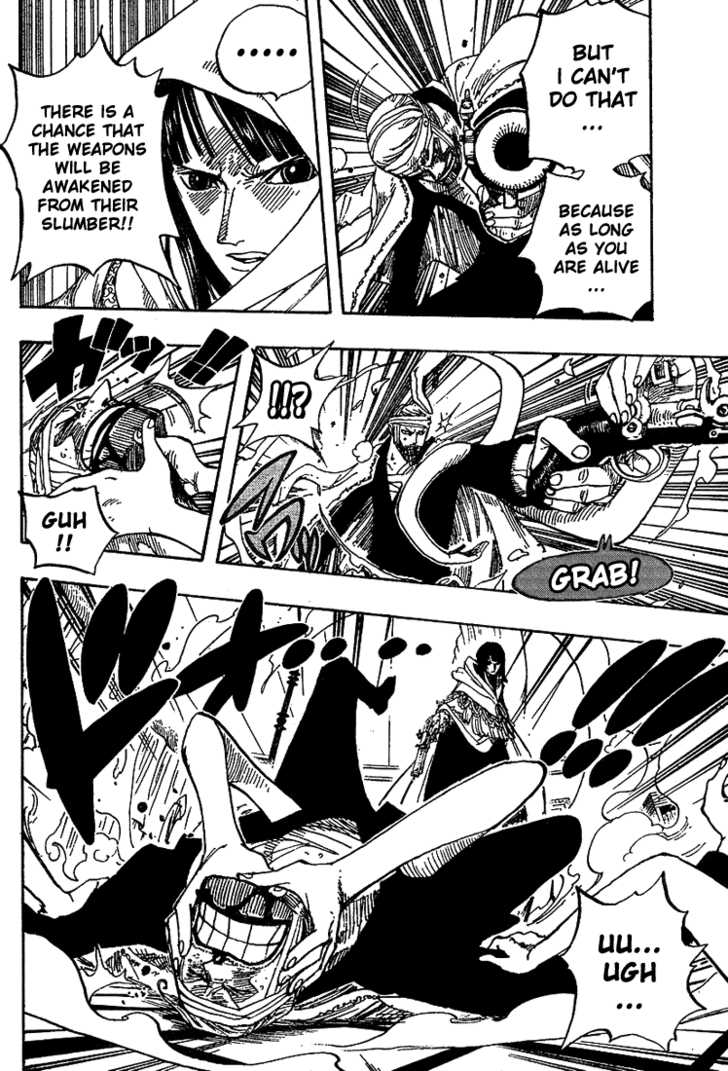 BUT
I CAN'T
DO THAT
...
BECAUSE
AS LONG
AS YOU
ARE ALIVE
...
.....
THERE IS A
CHANCE THAT
THE WEAPONS
WILL BE
AWAKENED
FROM THEIR
SLUMBER!!
!!?
GRAB!
GUH
!!
UU...
UGH
...